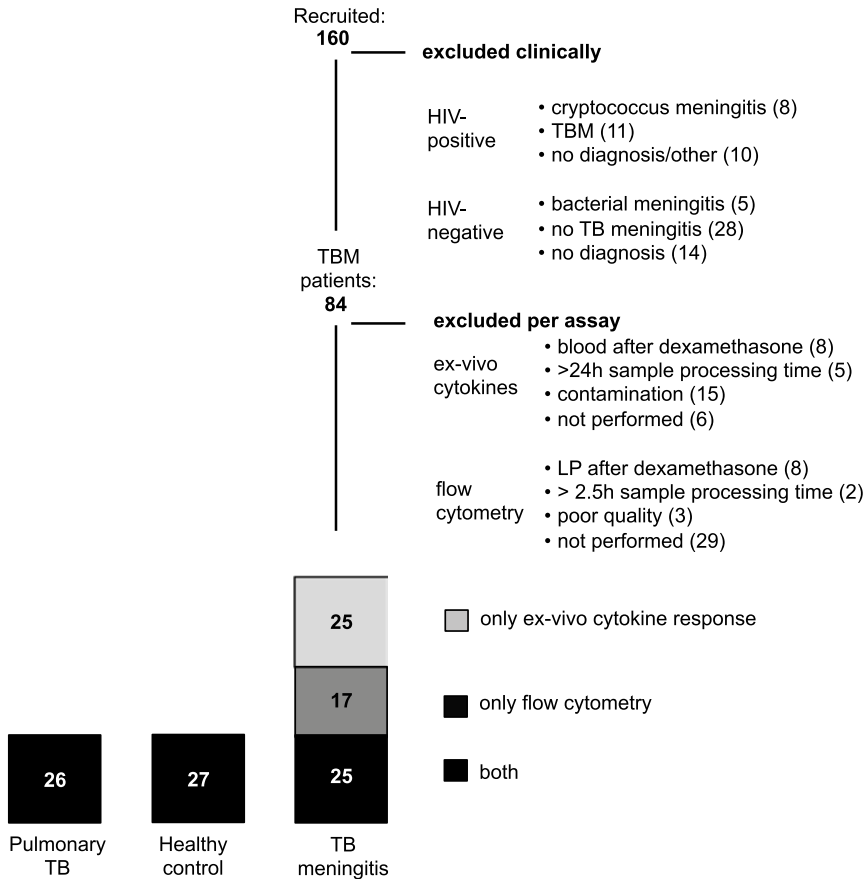 Recruited:
160
excluded clinically
HIV-
positive
• cryptococcus meningitis (8)
• TBM (11)
• no diagnosis/other (10)
HIV-
negative
• bacterial meningitis (5)
• no TB meningitis (28)
• no diagnosis (14)
TBM
patients:
84
excluded per assay
ex-vivo
cytokines
• blood after dexamethasone (8)
• >24h sample processing time (5)
• contamination (15)
• not performed (6)
flow
cytometry
• LP after dexamethasone (8)
• > 2.5h sample processing time (2)
• poor quality (3)
• not performed (29)
25
only ex-vivo cytokine response
17
only flow cytometry
26
27
25
both
Pulmonary
TB
Healthy
control
TB
meningitis